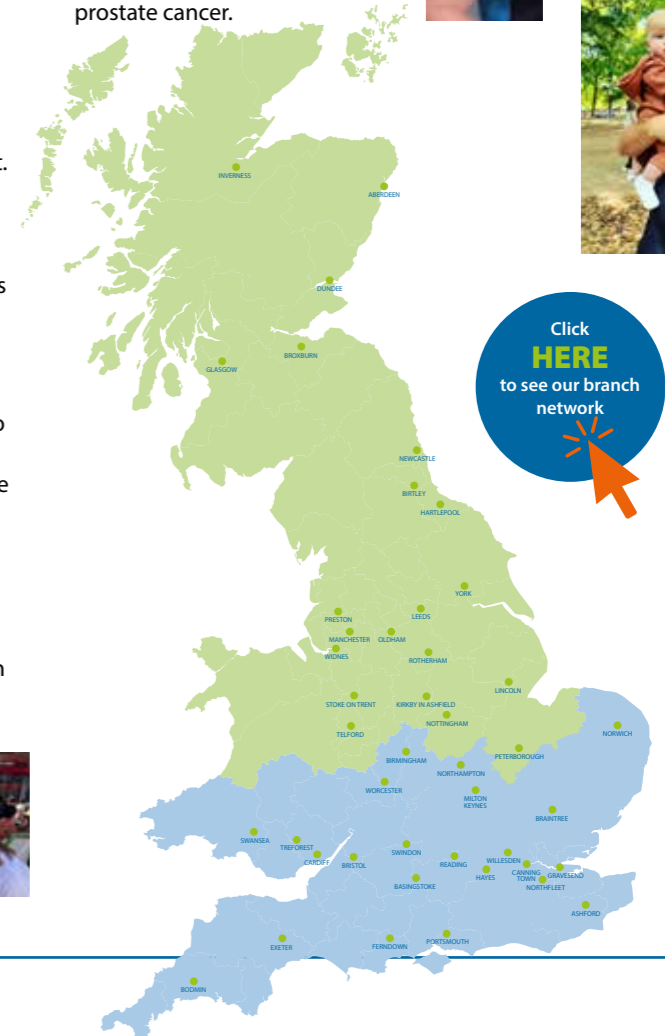 prostate cancer.
t.
s
o
e
n
INVERNESS
ABERDEEN
DUNDEE
BROXBURN
GLASGOW
Click
HERE
to see our branch
network
NEWCASTLE
BIRTLEY
HARTLEPOOL
YORK
PRESTON
LEEDS
MANCHESTER
OLDHAM
WIDNES
ROTHERHAM
LINCOLN
STOKE ON TRENT
KIRKBY IN ASHFIELD
NOTTINGHAM
TELFORD
NORWICH
PETERBOROUGH
BIRMINGHAM
NORTHAMPTON
WORCESTER
MILTON
KEYNES
BRAINTREE
SWANSEA
TREFOREST
CARDIFF
BRISTOL
SWINDON
READING
WILLESDEN
HAYES
CANNING
TOWN
GRAVESEND
NORTHFLEET
BASINGSTOKE
ASHFORD
EXETER
FERNDOWN
PORTSMOUTH
BODMIN